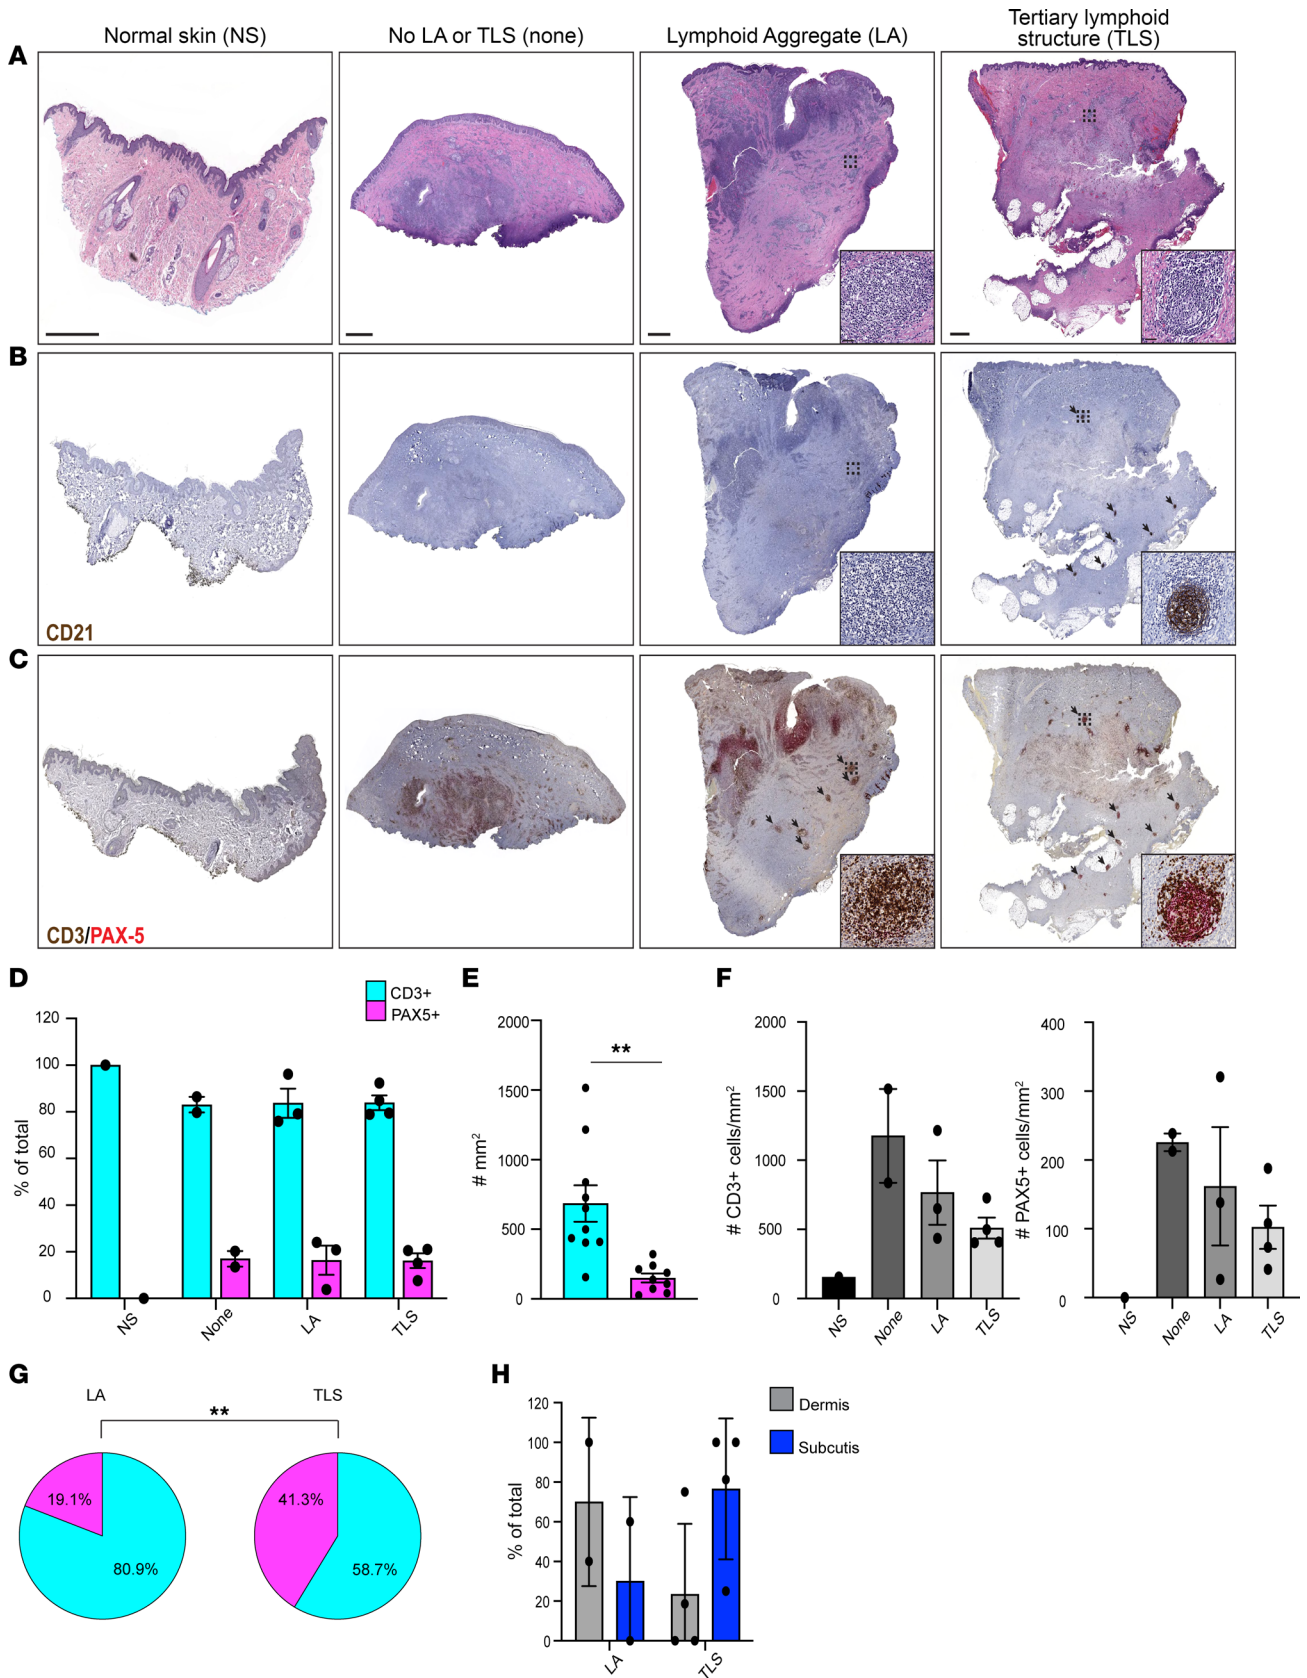 Normal skin (NS)
No LA or TLS (none)
Lymphoid Aggregate (LA)
Tertiary lymphoid
structure (TLS)
A
B
CD21
C
CD3/PAX-5
D
CD3+
PAX5+
% of total
120
100
80
60
40
20
0
NS
None
LA
TLS
E
# mm²
2000
1500
1000
500
0
**
F
# CD3+ cells/mm²
2000
1500
1000
500
0
NS
None
LA
TLS
# PAX5+ cells/mm²
400
300
200
100
0
NS
None
LA
TLS
G
LA
TLS
**
19.1%
80.9%
41.3%
58.7%
H
Dermis
Subcutis
% of total
120
100
80
60
40
20
0
LA
TLS